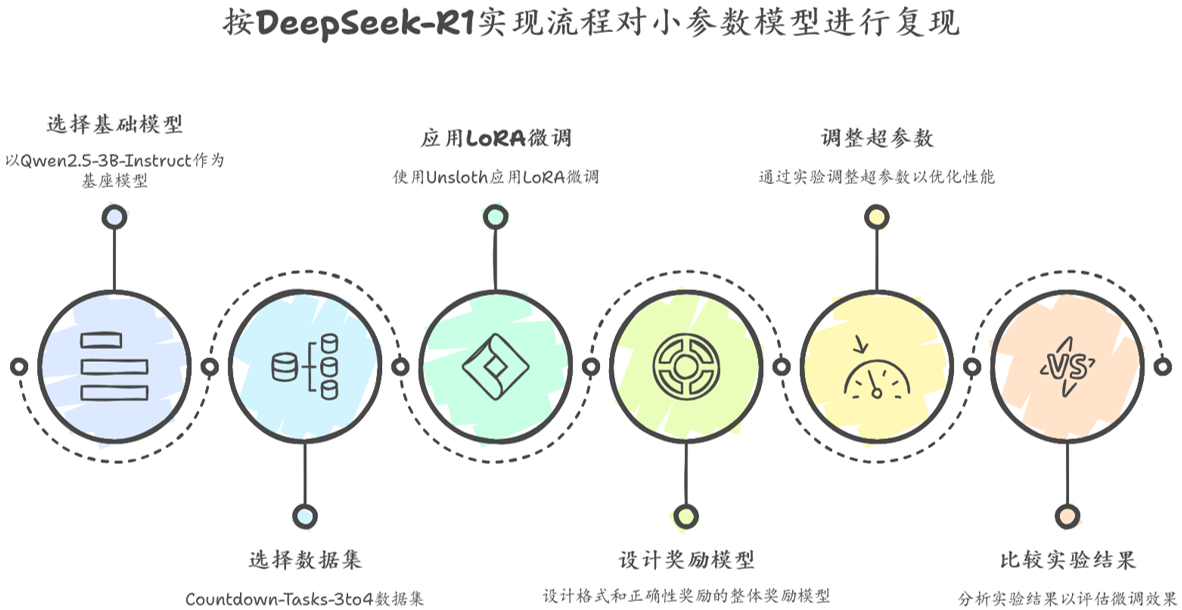 按DeepSeek-R1实现流程对小参数模型进行复现
选择基础模型
以Qwen2.5-3B-Instruct作为
基座模型
应用LoRA微调
使用Unsloth应用LoRA微调
调整超参数
通过实验调整超参数以优化性能
VS
选择数据集
Countdown-Tasks-3to4数据集
设计奖励模型
设计格式和正确性奖励的整体奖励模型
比较实验结果
分析实验结果以评估微调效果